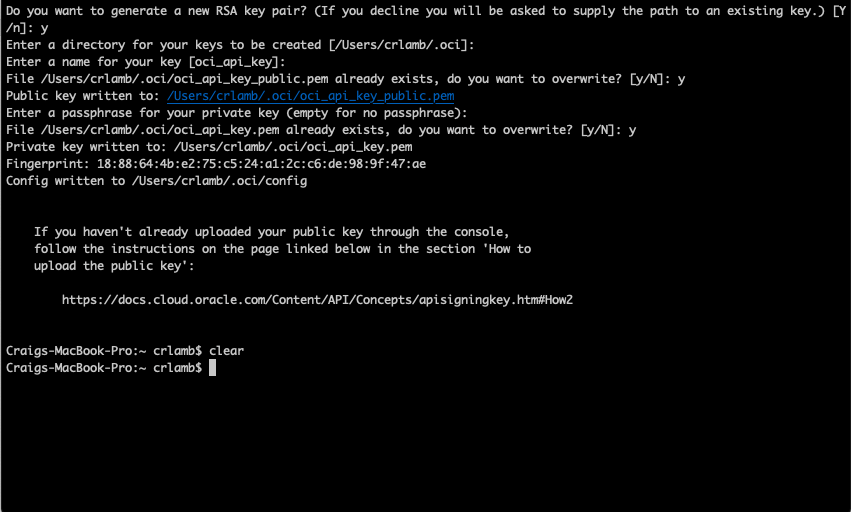 Do you want to generate a new RSA key pair? (If you decline you will be asked to supply the path to an existing key.) [Y
/n]: y
Enter a directory for your keys to be created [/Users/crlamb/.oci]:
Enter a name for your key [oci_api_key]:
File /Users/crlamb/.oci/oci_api_key_public.pem already exists, do you want to overwrite? [y/N]: y
Public key written to: /Users/crlamb/.oci/oci_api_key_public.pem
Enter a passphrase for your private key (empty for no passphrase):
File /Users/crlamb/.oci/oci_api_key.pem already exists, do you want to overwrite? [y/N]: y
Private key written to: /Users/crlamb/.oci/oci_api_key.pem
Fingerprint: 18:88:64:4b:e2:75:c5:24:a1:2c:c6:de:98:9f:47:ae
Config written to /Users/crlamb/.oci/config
If you haven't already uploaded your public key through the console,
follow the instructions on the page linked below in the section 'How to
upload the public key':
https://docs.cloud.oracle.com/Content/API/Concepts/apisigningkey.htm#How2
Craigs-MacBook-Pro:~ crlamb$ clear
Craigs-MacBook-Pro:~ crlamb$